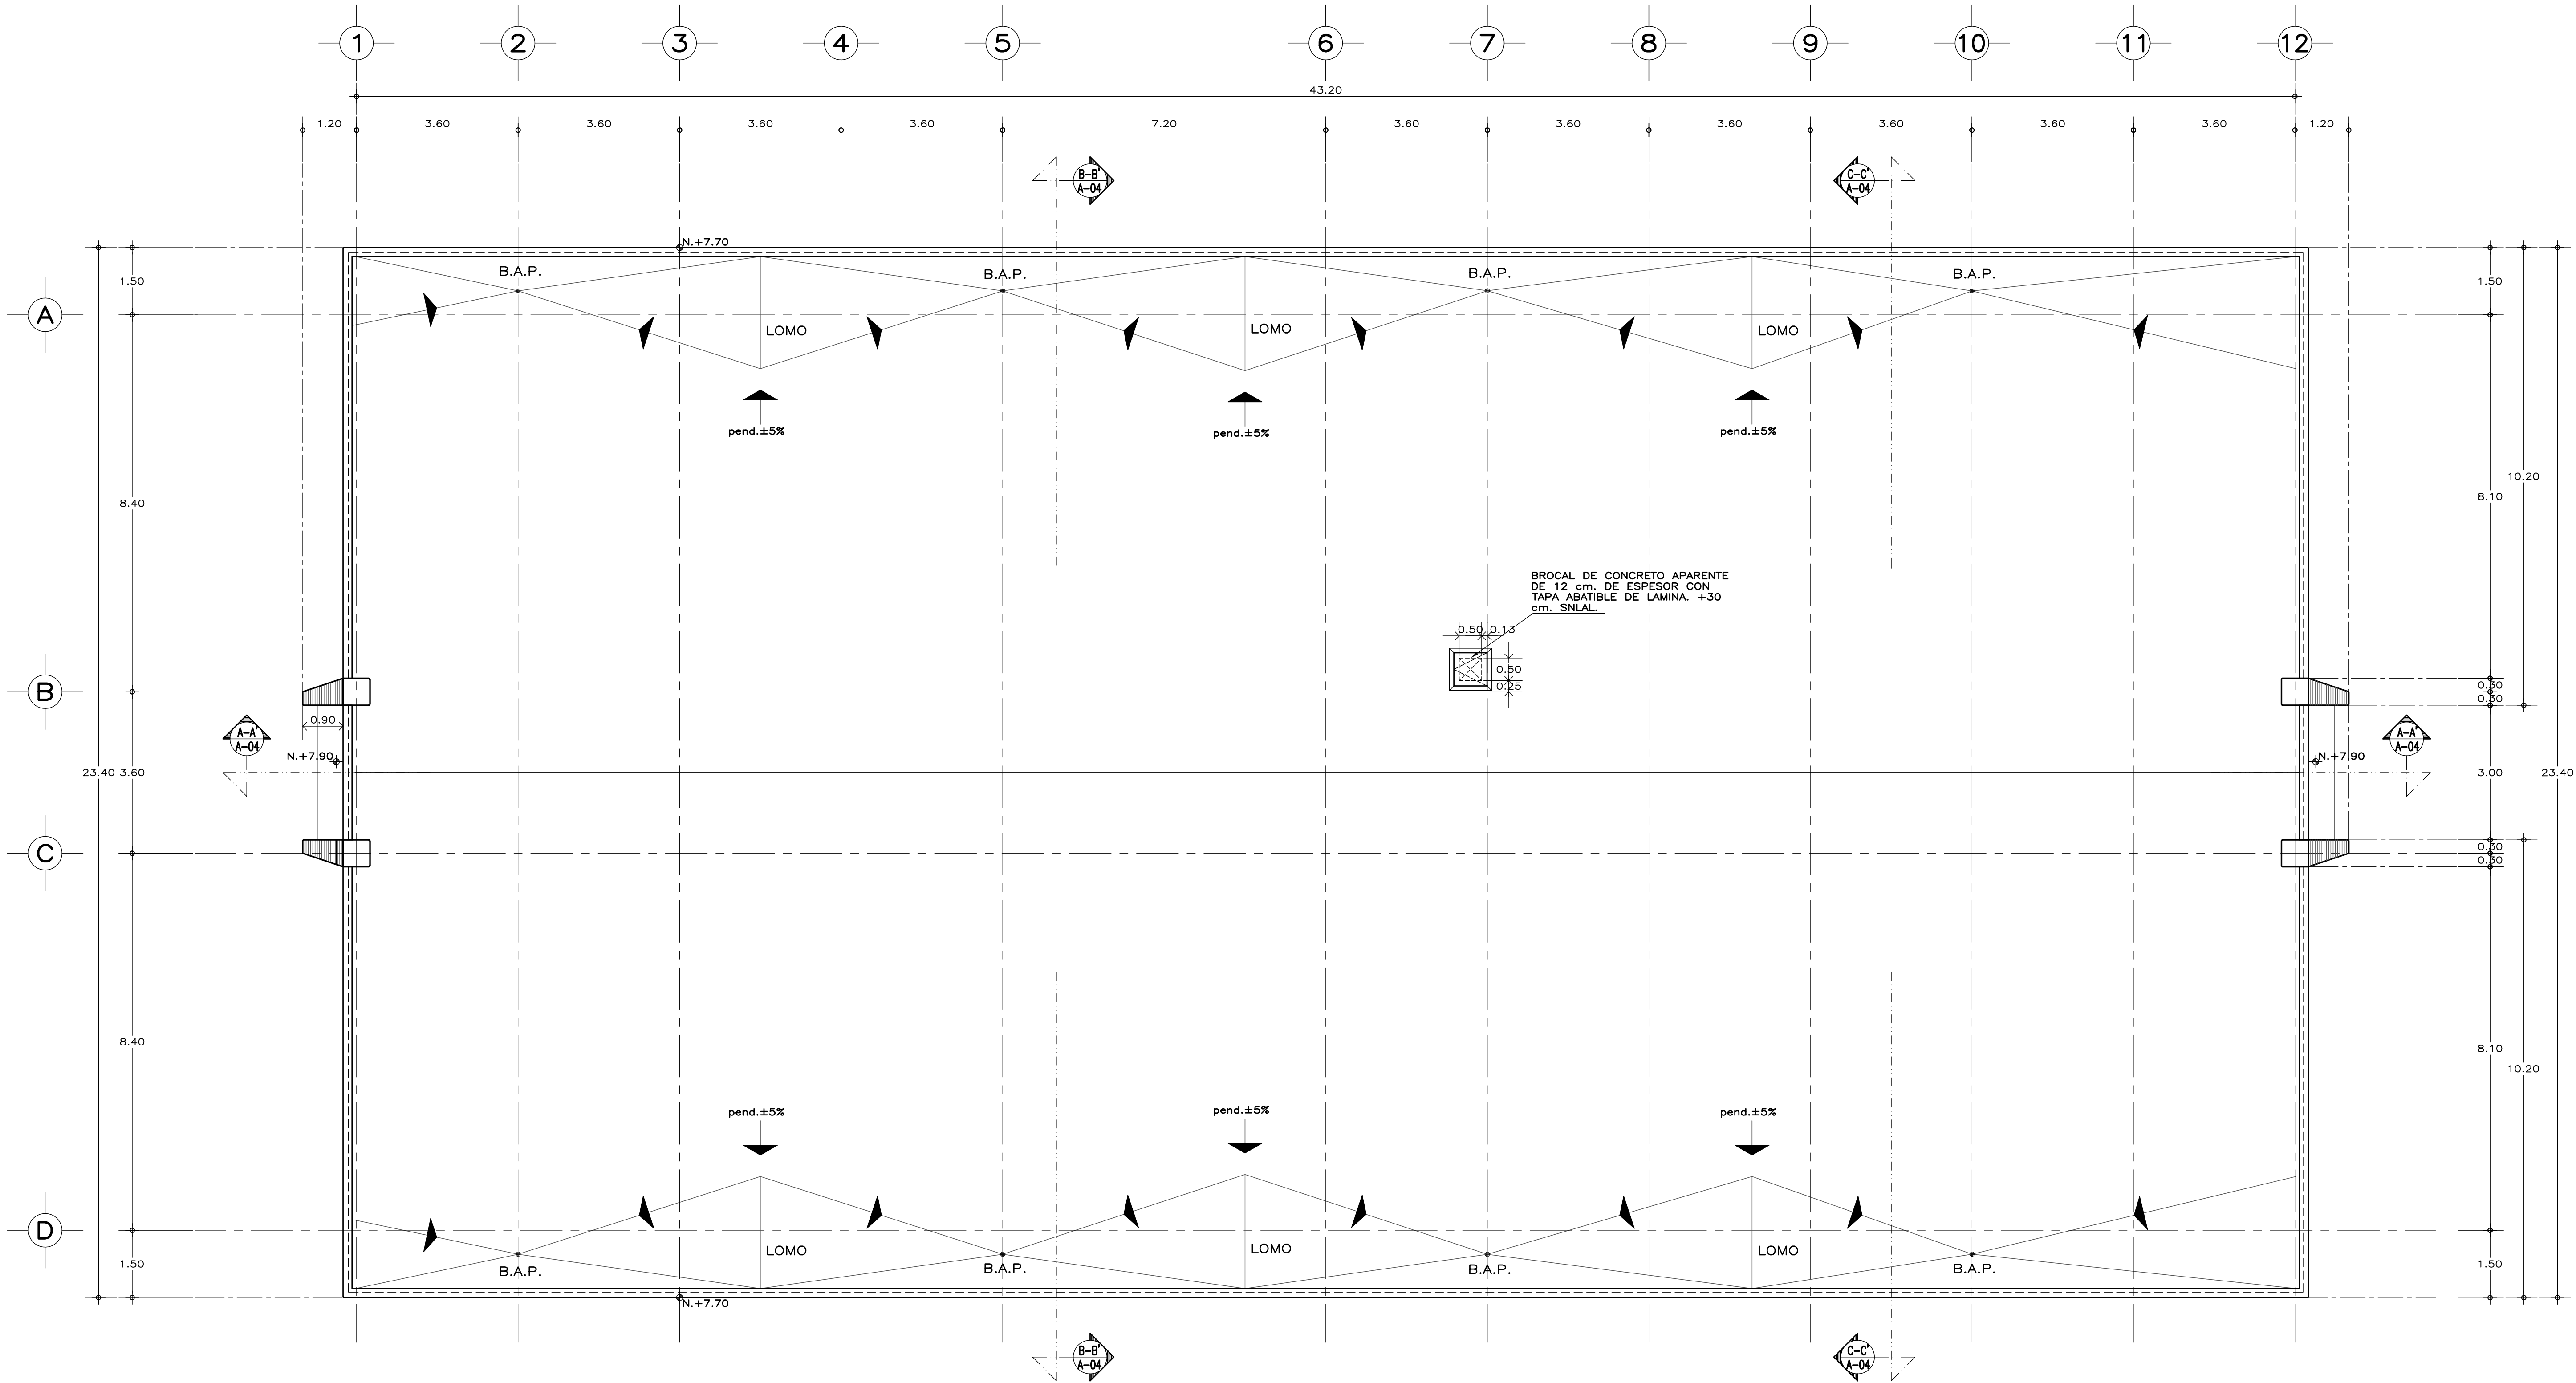 1 2 3 4 5 6 7 8 9 10 11 12
43.20
1.20 3.60 3.60 3.60 3.60 7.20 3.60 3.60 3.60 3.60 3.60 3.60 1.20
B-B'
A-04
C-C'
A-04
N.+7.70
B.A.P. B.A.P. B.A.P. B.A.P.
1.50 1.50
A
LOMO LOMO LOMO
pend.±5% pend.±5% pend.±5%
10.20
8.40 8.10
BROCAL DE CONCRETO APARENTE
DE 12 cm. DE ESPESOR CON
TAPA ABATIBLE DE LAMINA. +30
cm. SNLAL.
0.50 0.13
0.50
0.25
B
0.30
0.30
0.90
A-A'
A-04
A-A'
A-04
N.+7.90 N.+7.90
23.40 3.60 3.00 23.40
C
0.30
0.30
8.40 8.10
10.20
pend.±5% pend.±5% pend.±5%
D
LOMO LOMO LOMO
1.50 1.50
B.A.P. B.A.P. B.A.P. B.A.P.
N.+7.70
B-B'
A-04
C-C'
A-04